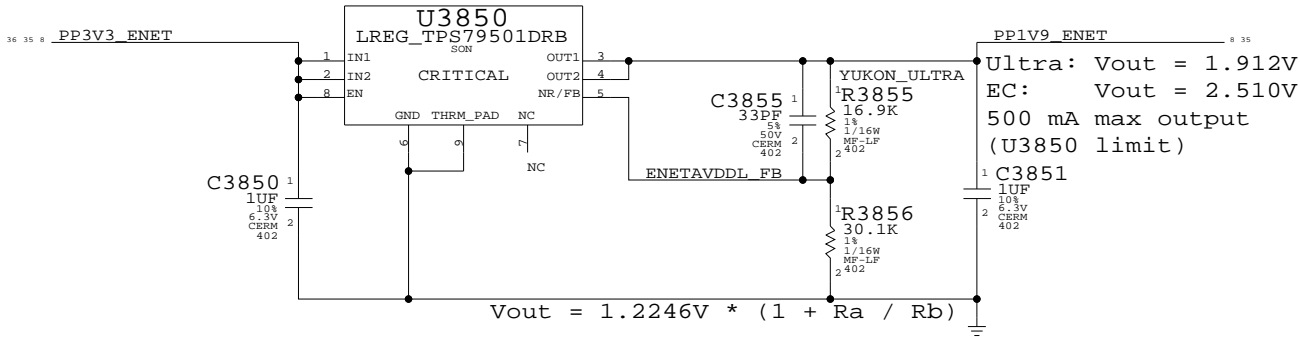 U3850
LREG_TPS79501DRB
SON
CRITICAL
36 35 8 PP3V3_ENET
1 IN1
2 IN2
8 EN
OUT1 3
OUT2 4
NR/FB 5
GND THRM_PAD NC
6 9 7
NC
PP1V9_ENET 8 35
Ultra: Vout = 1.912V
EC: Vout = 2.510V
500 mA max output
(U3850 limit)
YUKON_ULTRA
C3855 1
33PF
5%
50V
CERM 2
402
1
R3855
16.9K
1%
1/16W
MF-LF
2 402
ENETAVDDL_FB
C3850 1
1UF
10%
6.3V 2
CERM
402
1
R3856
30.1K
1%
1/16W
MF-LF
2 402
1 C3851
1UF
10%
6.3V
2 CERM
402
Vout = 1.2246V * (1 + Ra / Rb)